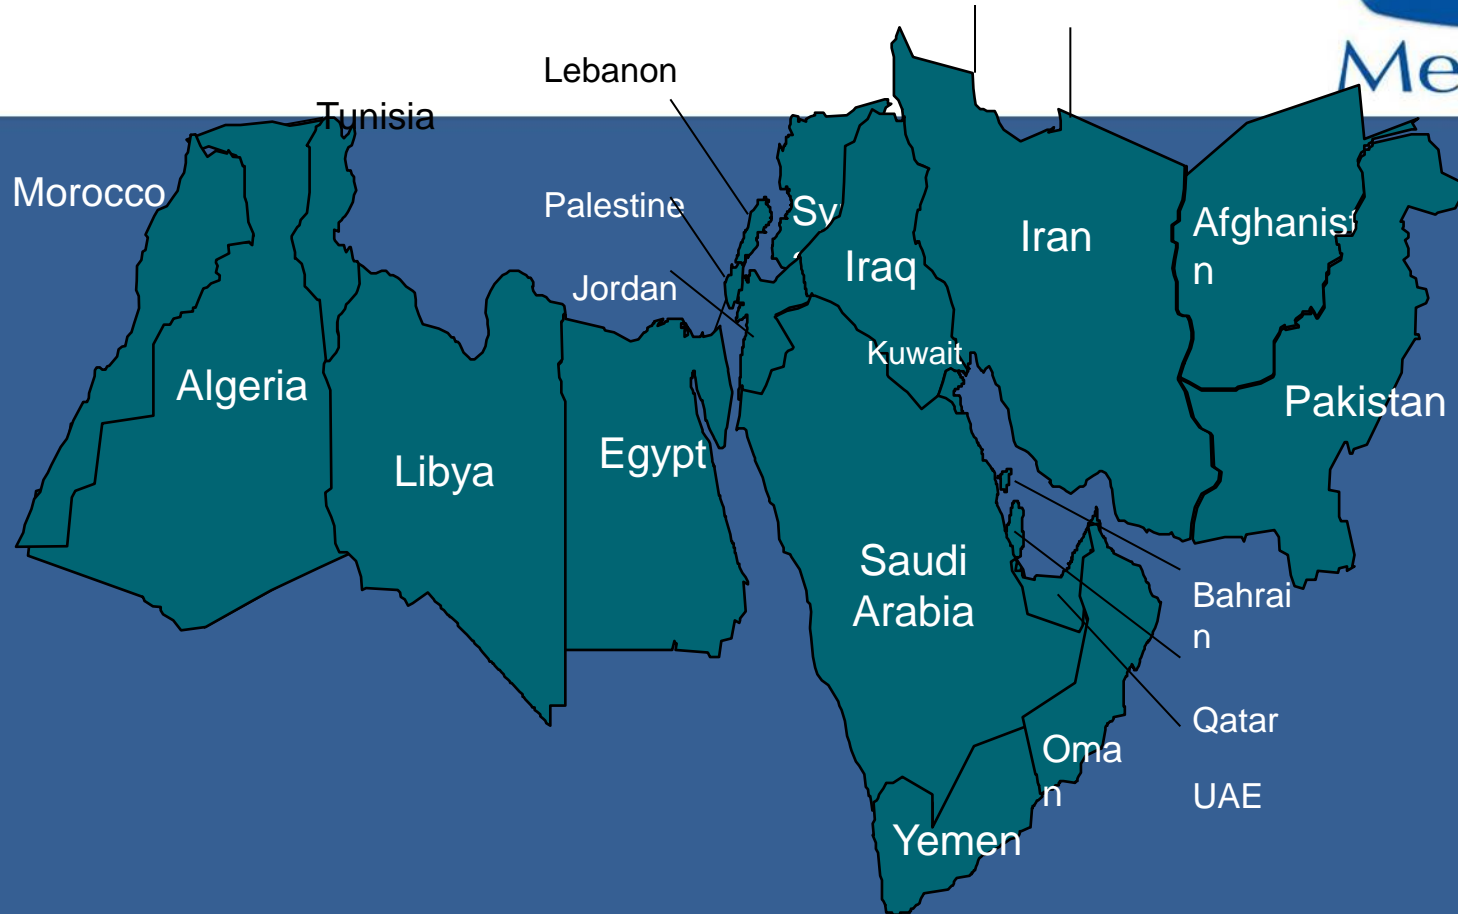 Me
Lebanon
Tunisia
Morocco
Palestine
Sy
Iran
Afghanist
n
Iraq
Jordan
Kuwait
Algeria
Pakistan
Egypt
Libya
Saudi
Arabia
Bahrai
n
Qatar
Oma
n
UAE
Yemen